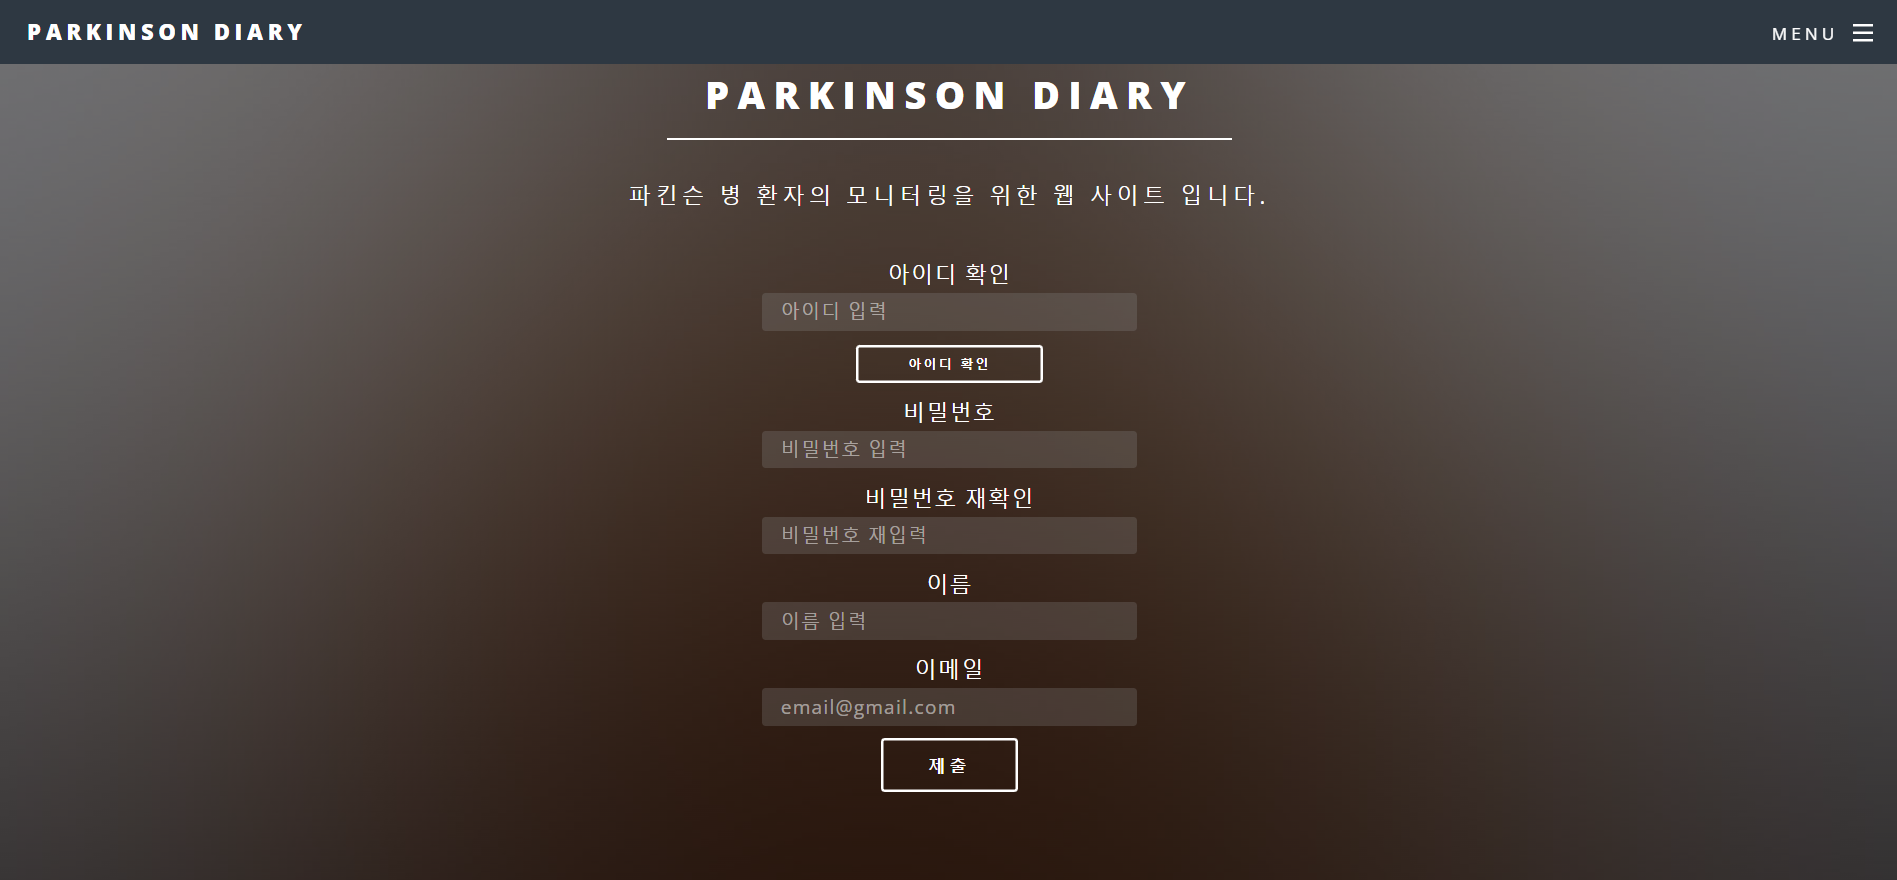 PARKINSON DIARY
MENU
PARKINSON DIARY
파킨슨 병 환자의 모니터링을 위한 웹 사이트 입니다.
아이디 확인
아이디 입력
아이디 확인
비밀번호
비밀번호 입력
비밀번호 재확인
비밀번호 재입력
이름
이름 입력
이메일
email@gmail.com
제출